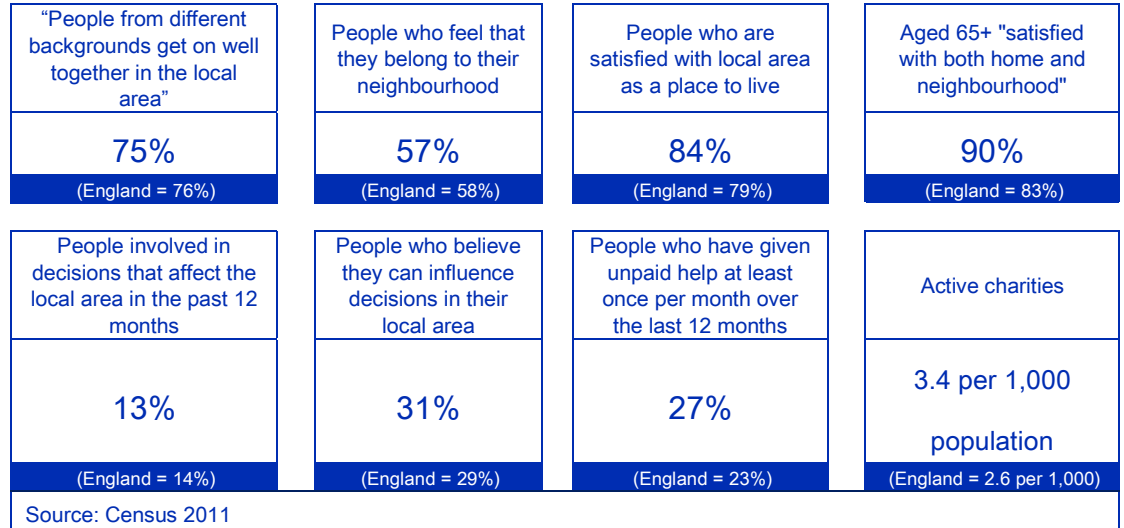 “People from different
backgrounds get on well
together in the local
area”
75%
(England = 76%)
People who feel that
they belong to their
neighbourhood
57%
(England = 58%)
People who are
satisfied with local area
as a place to live
84%
(England = 79%)
Aged 65+ "satisfied
with both home and
neighbourhood"
90%
(England = 83%)
People involved in
decisions that affect the
local area in the past 12
months
13%
(England = 14%)
People who believe
they can influence
decisions in their
local area
31%
(England = 29%)
People who have given
unpaid help at least
once per month over
the last 12 months
27%
(England = 23%)
Active charities
3.4 per 1,000
population
(England = 2.6 per 1,000)
Source: Census 2011